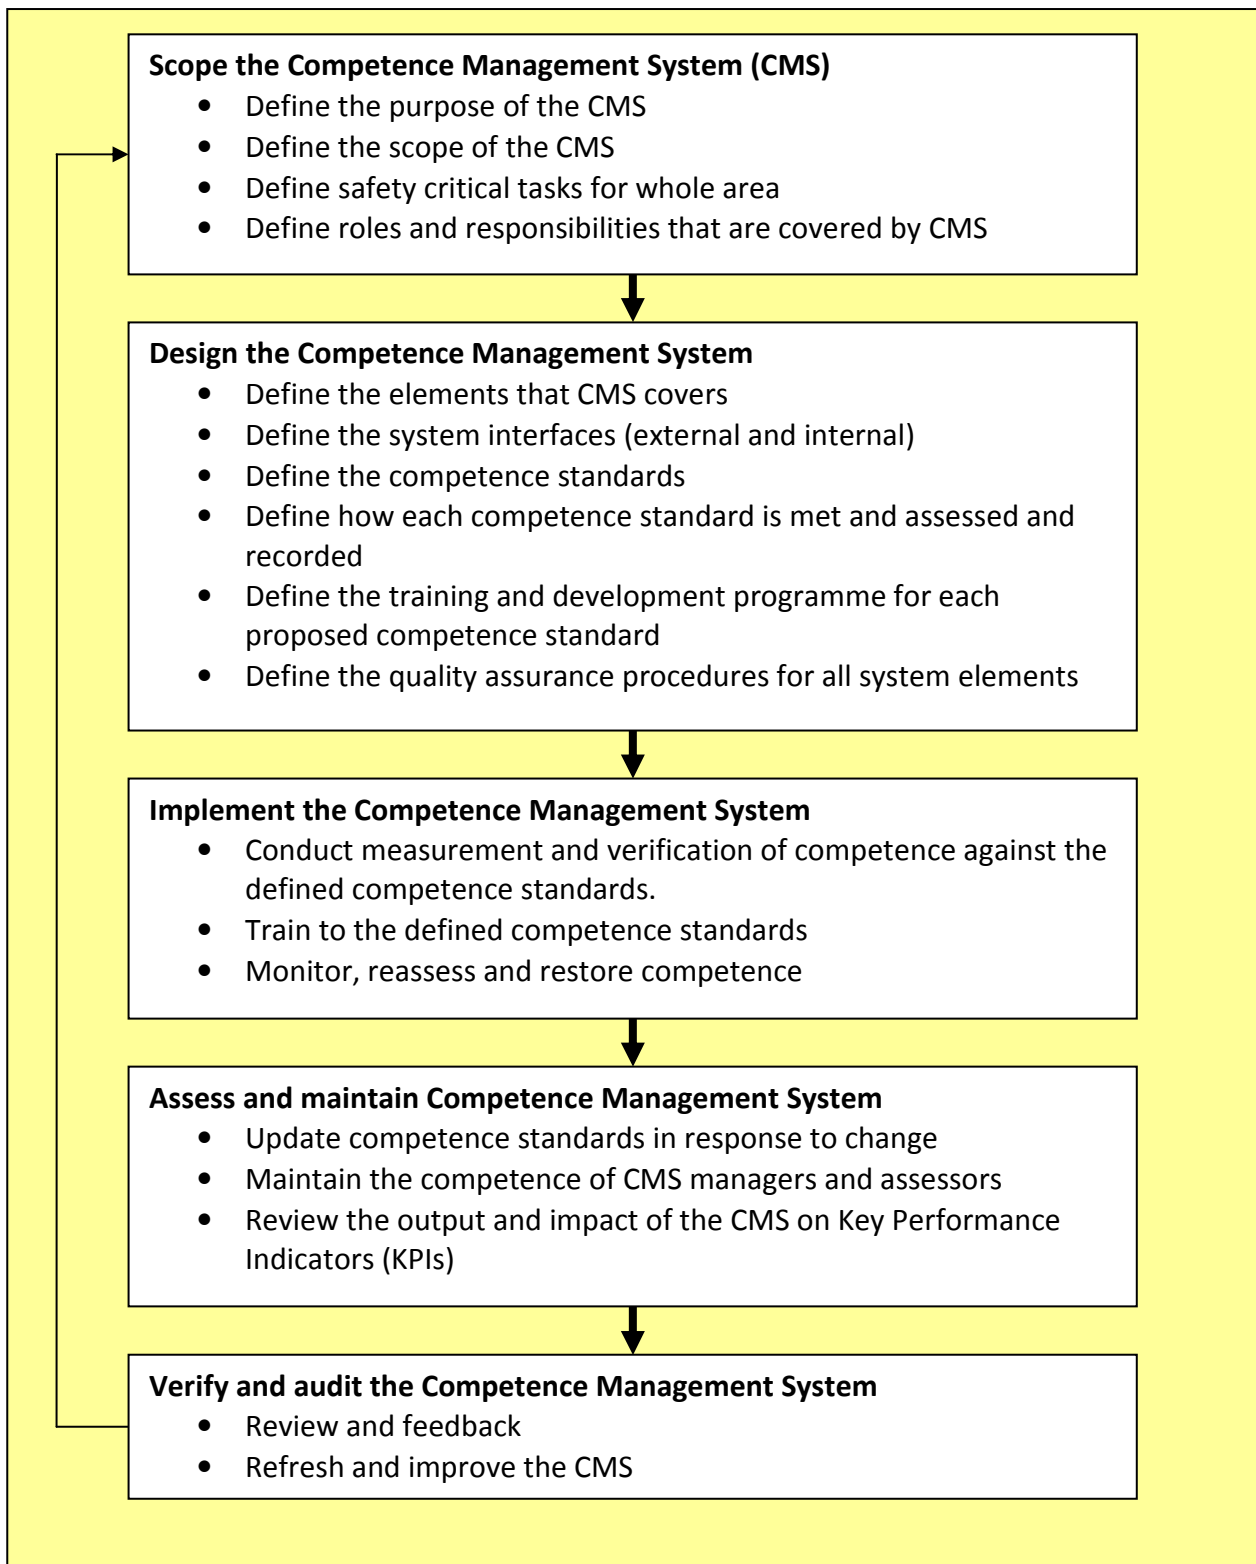 Scope the Competence Management System (CMS)
• Define the purpose of the CMS
• Define the scope of the CMS
• Define safety critical tasks for whole area
• Define roles and responsibilities that are covered by CMS
Design the Competence Management System
• Define the elements that CMS covers
• Define the system interfaces (external and internal)
• Define the competence standards
• Define how each competence standard is met and assessed and
recorded
• Define the training and development programme for each
proposed competence standard
• Define the quality assurance procedures for all system elements
Implement the Competence Management System
• Conduct measurement and verification of competence against the
defined competence standards.
• Train to the defined competence standards
• Monitor, reassess and restore competence
Assess and maintain Competence Management System
• Update competence standards in response to change
• Maintain the competence of CMS managers and assessors
• Review the output and impact of the CMS on Key Performance
Indicators (KPIs)
Verify and audit the Competence Management System
• Review and feedback
• Refresh and improve the CMS